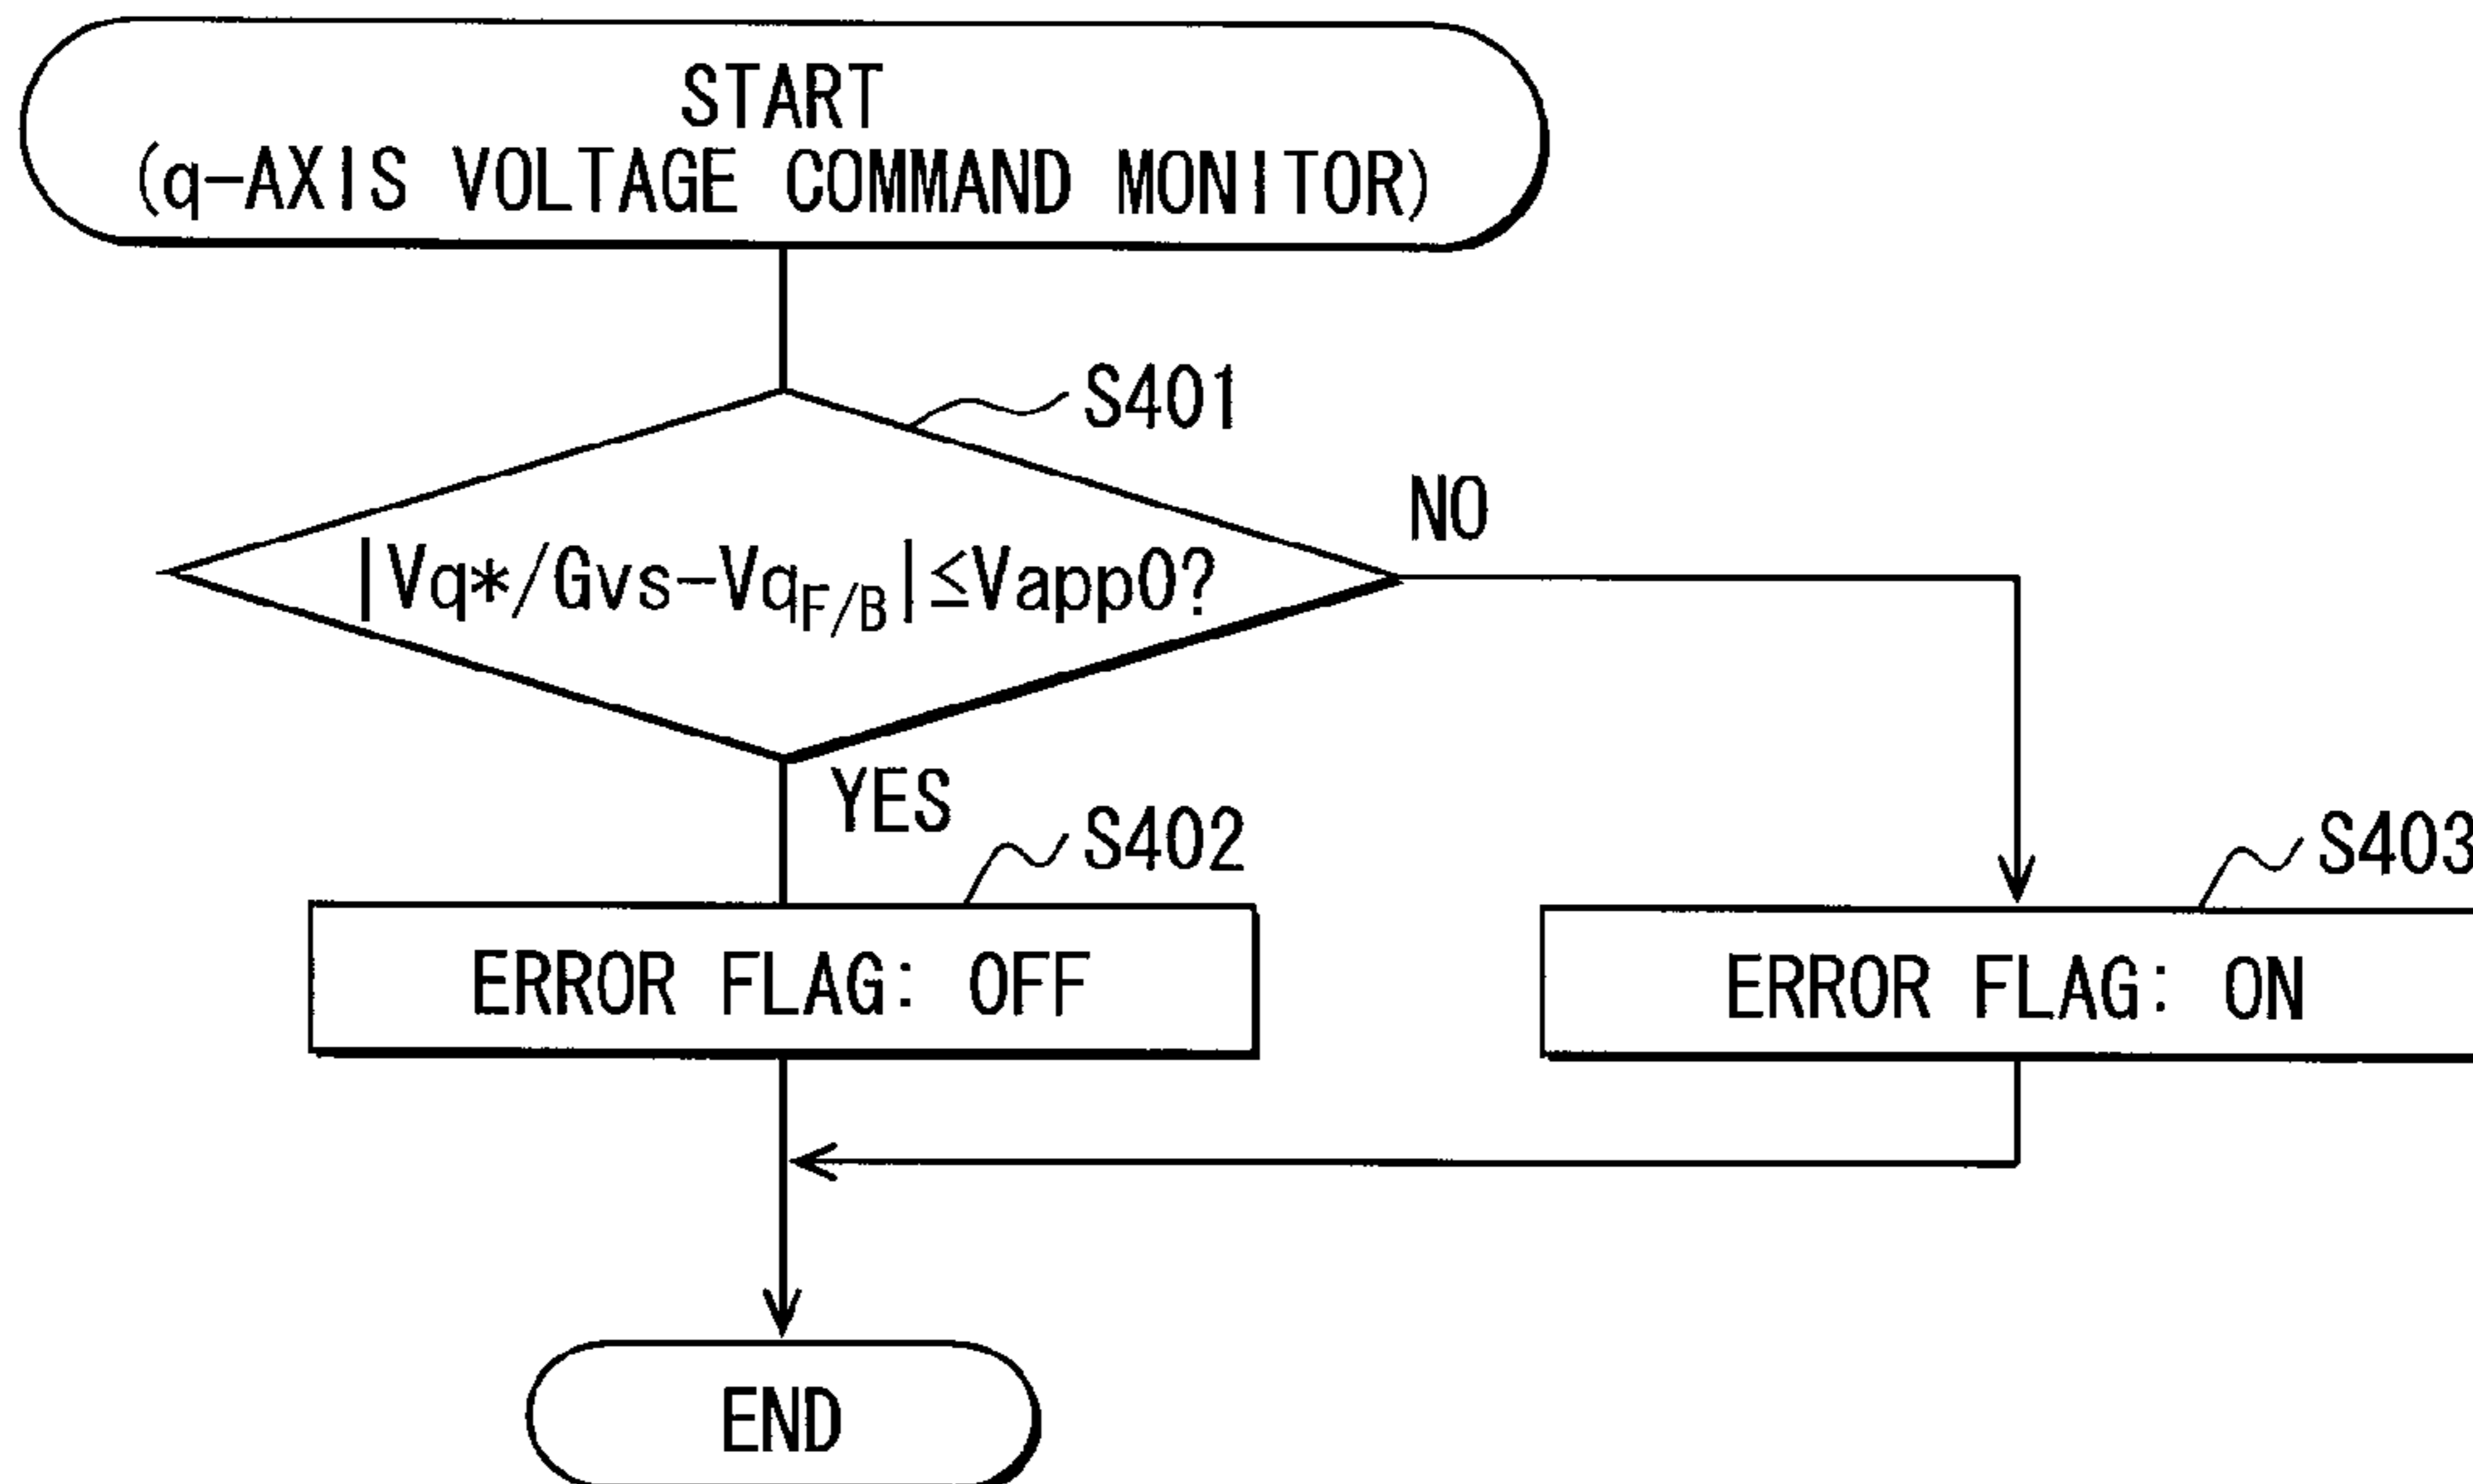 START
(q-AXIS VOLTAGE COMMAND MONITOR)
S401
NO
|Vq*/Gvs-VqF/B|≤Vapp0?
YES
S402
S403
ERROR FLAG: OFF
ERROR FLAG: ON
END